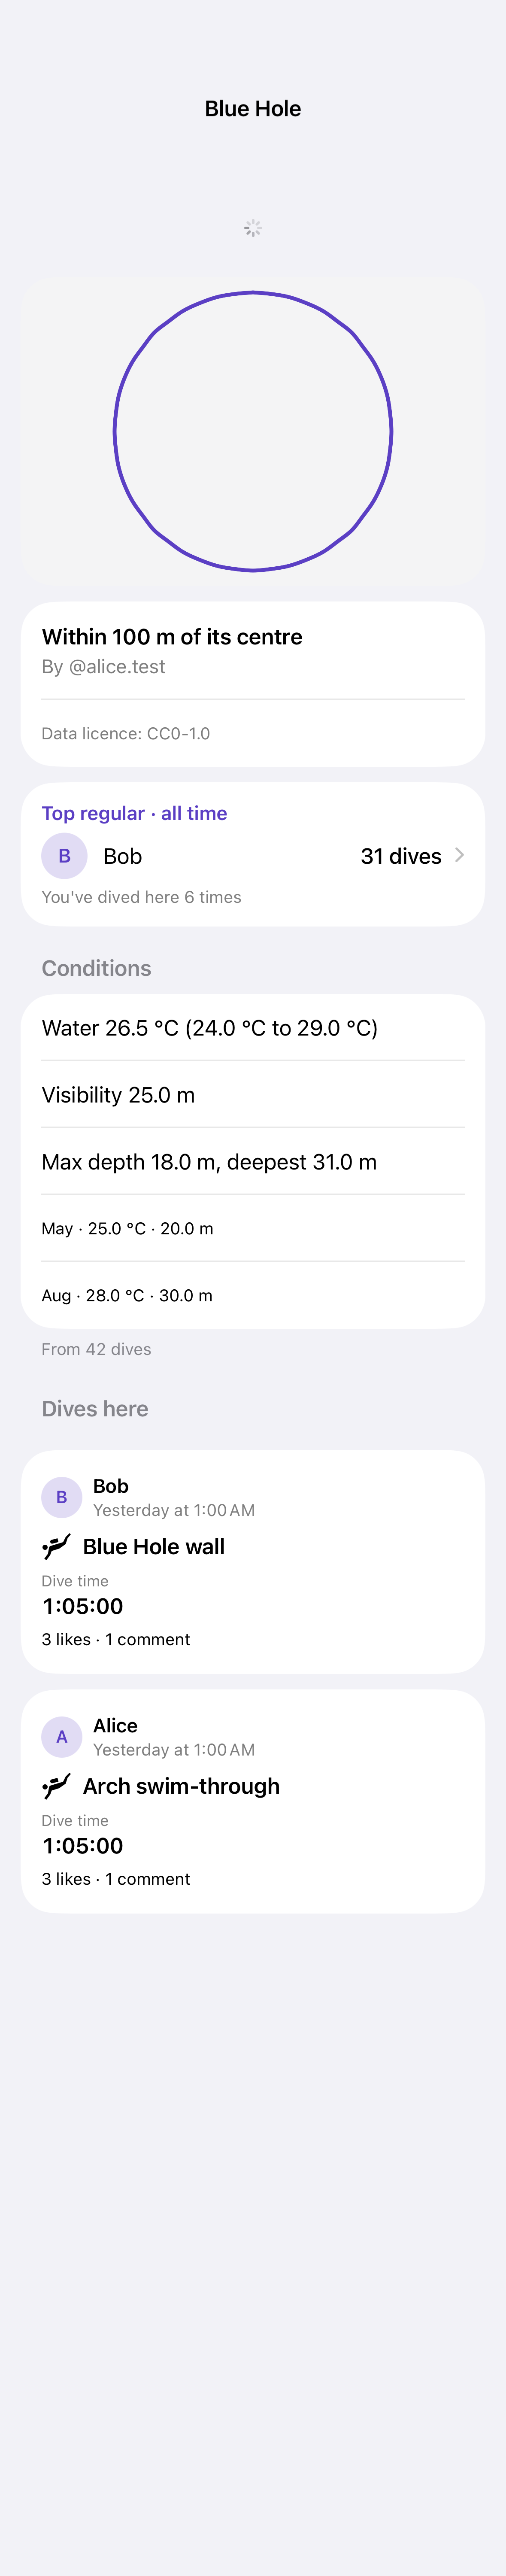 Blue Hole
Within 100 m of its centre
By @alice.test
Data licence: CC0-1.0
Top regular · all time
B
Bob
31 dives
You've dived here 6 times
Conditions
Water 26.5 °C (24.0 °C to 29.0 °C)
Visibility 25.0 m
Max depth 18.0 m, deepest 31.0 m
May · 25.0 °C · 20.0 m
Aug · 28.0 °C · 30.0 m
From 42 dives
Dives here
B
Bob
Yesterday at 1:00 AM
Blue Hole wall
Dive time
1:05:00
3 likes · 1 comment
A
Alice
Yesterday at 1:00 AM
Arch swim-through
Dive time
1:05:00
3 likes · 1 comment